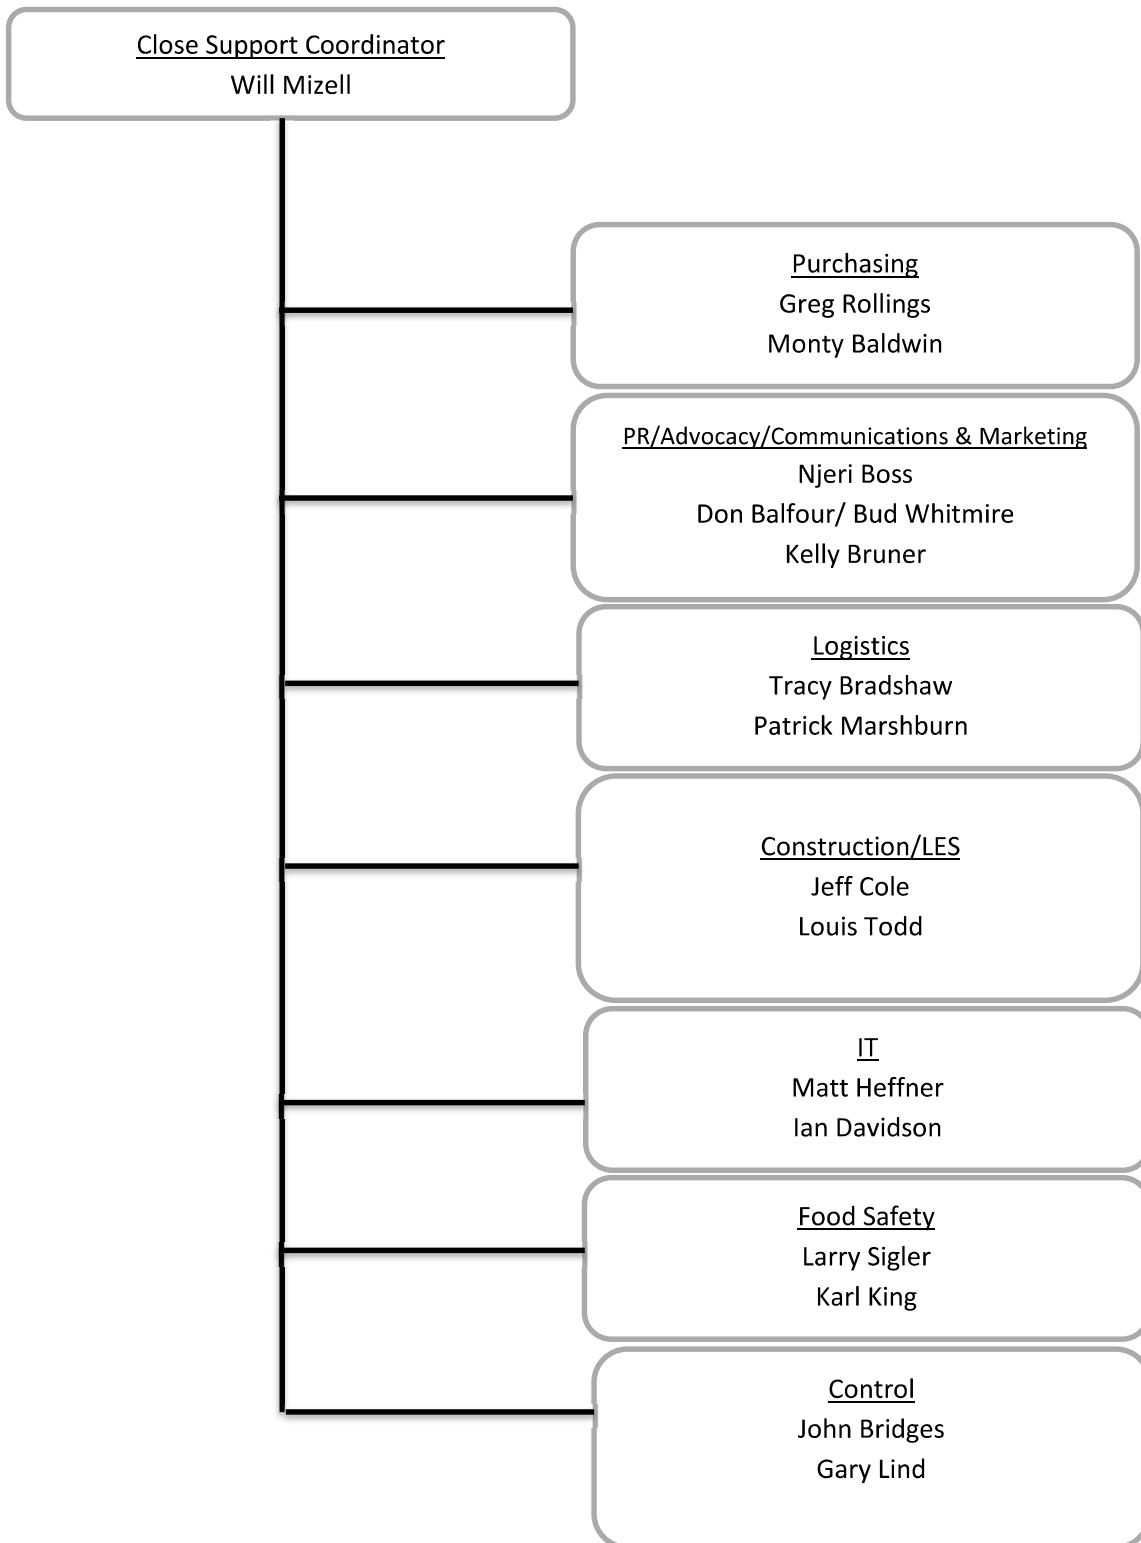 Close Support Coordinator
Will Mizell
Purchasing
Greg Rollings
Monty Baldwin
PR/Advocacy/Communications & Marketing
Njeri Boss
Don Balfour/ Bud Whitmire
Kelly Bruner
Logistics
Tracy Bradshaw
Patrick Marshburn
Construction/LES
Jeff Cole
Louis Todd
IT
Matt Heffner
Ian Davidson
Food Safety
Larry Sigler
Karl King
Control
John Bridges
Gary Lind